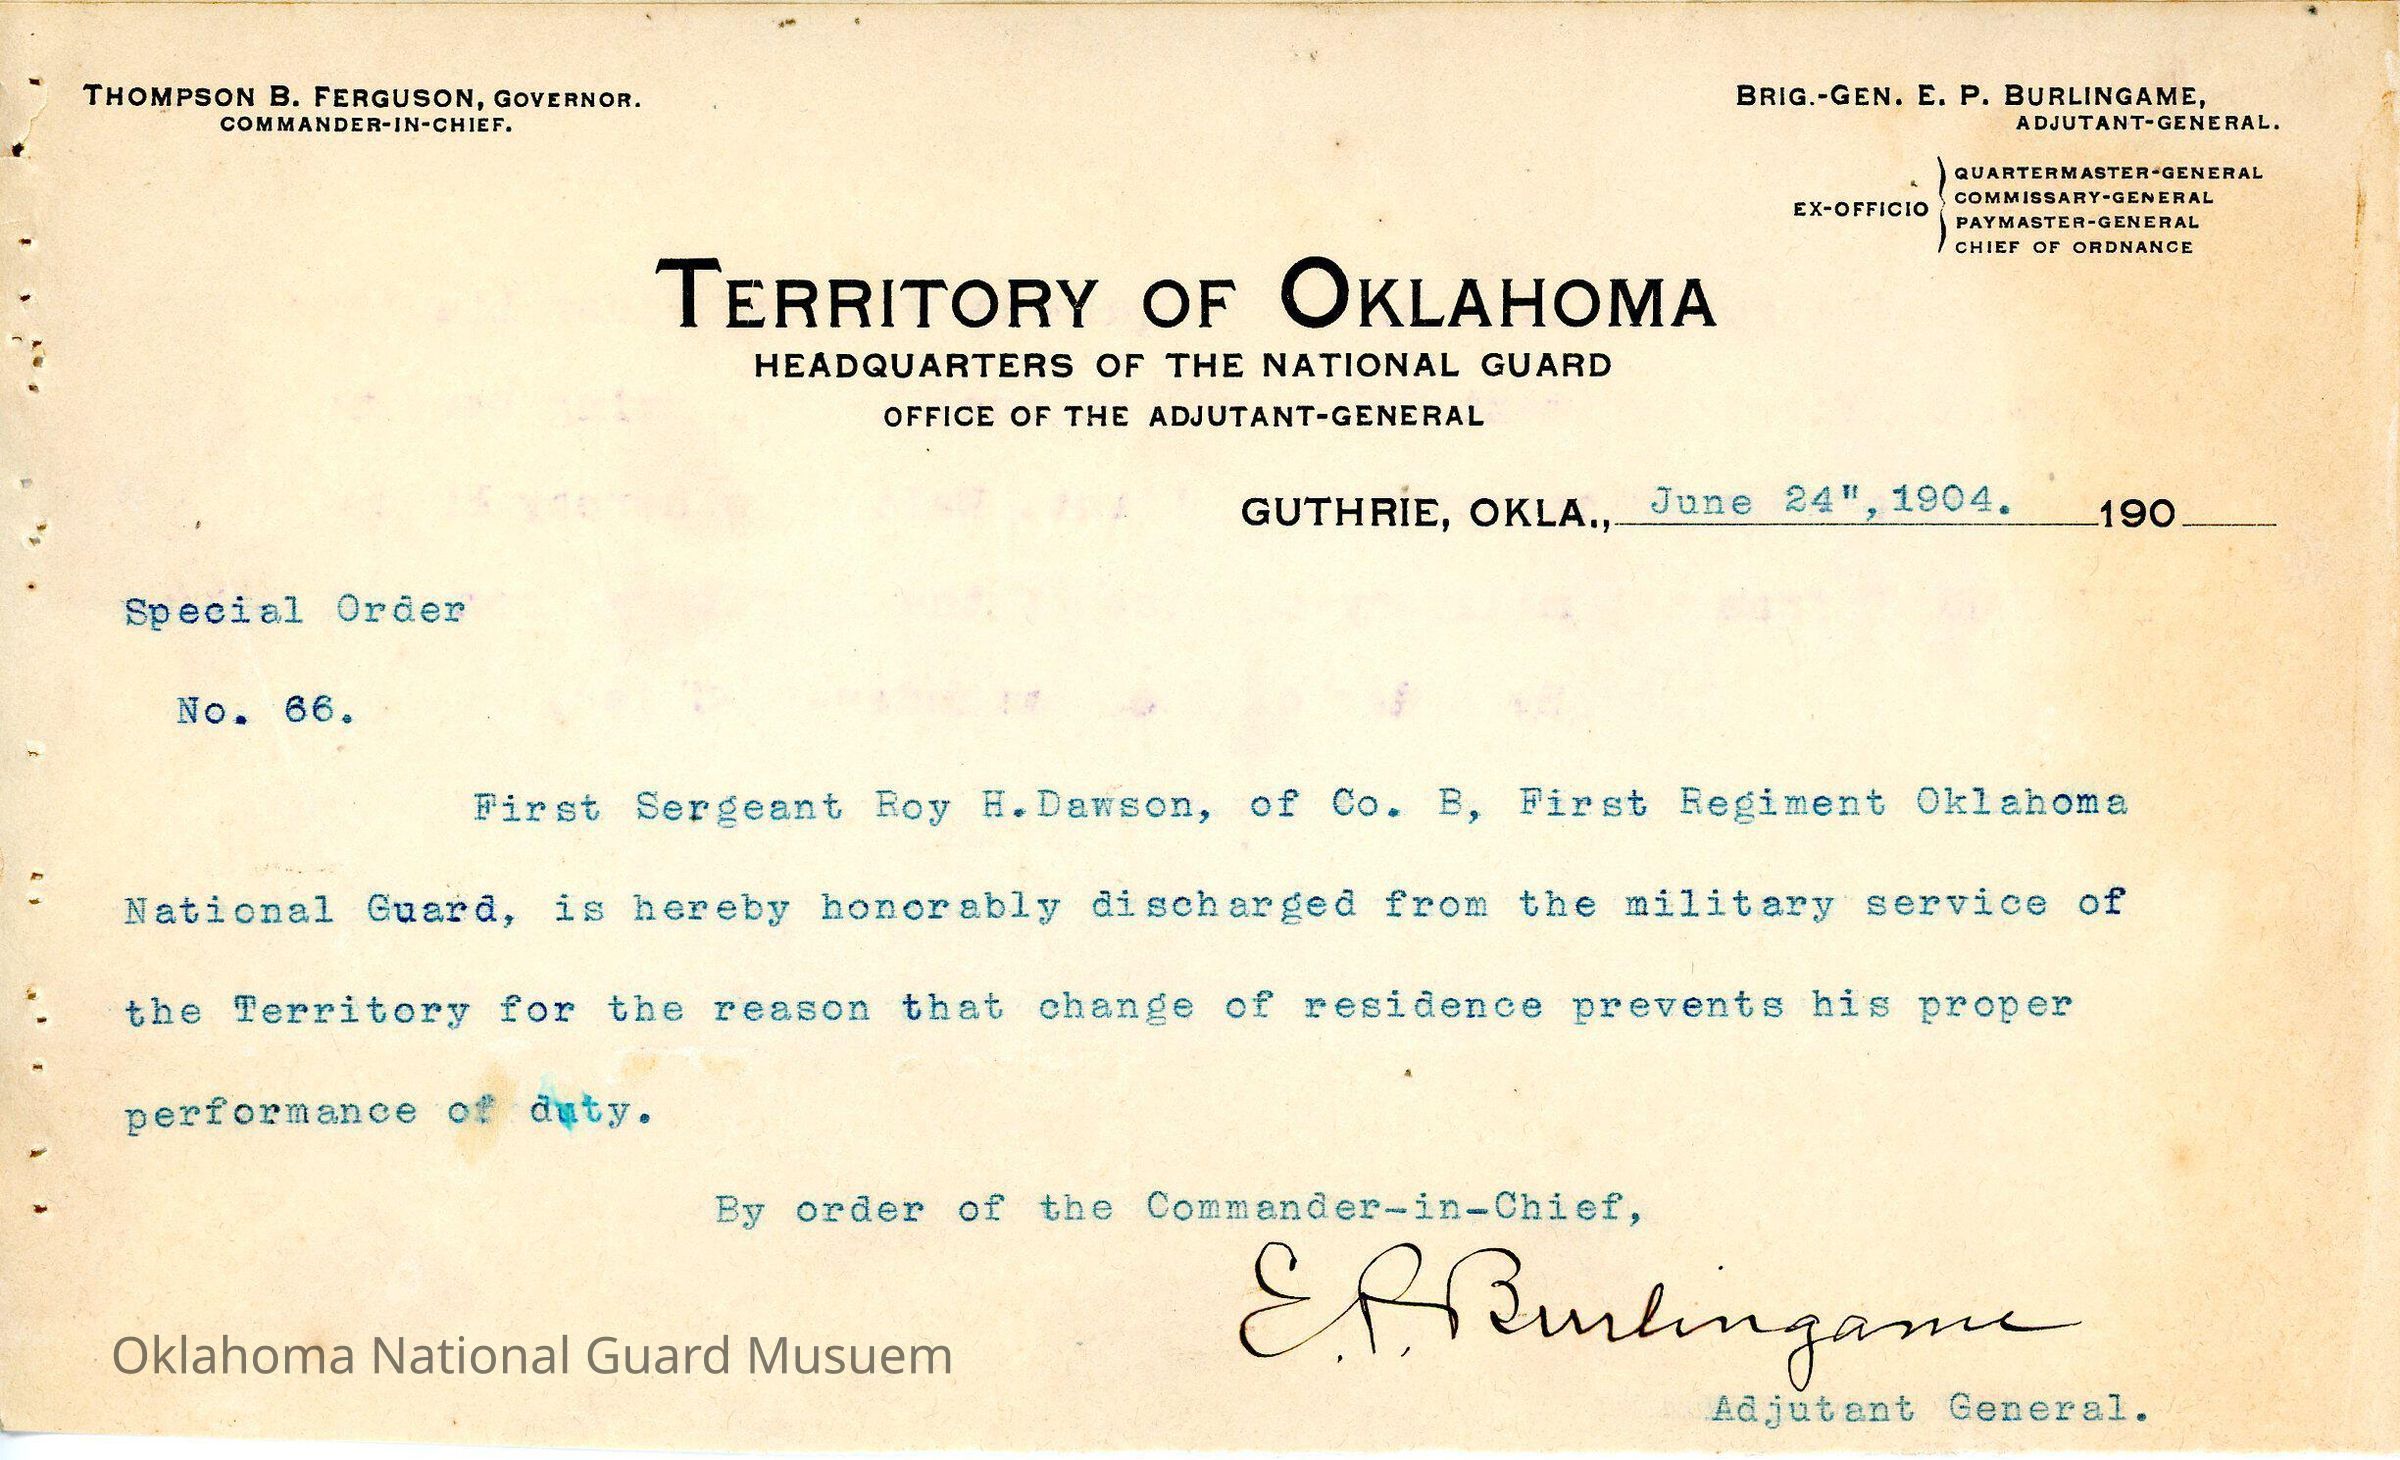 THOMPSON B. FERGUSON, GOVERNOR.
COMMANDER-IN-CHIEF.
BRIG.-GEN. E. P. BURLINGAME,
ADJUTANT-GENERAL.
EX-OFFICIO
QUARTERMASTER-GENERAL
COMMISSARY-GENERAL
PAYMASTER-GENERAL
CHIEF OF ORDNANCE
TERRITORY OF OKLAHOMA
HEADQUARTERS OF THE NATIONAL GUARD
OFFICE OF THE ADJUTANT-GENERAL
GUTHRIE, OKLA., June 24", 1904. 190
Special Order
No. 66.
First Sergeant Roy H.Dawson, of Co. B, First Regiment Oklahoma
National Guard, is hereby honorably discharged from the military service of
the Territory for the reason that change of residence prevents his proper
performance of duty.
By order of the Commander-in-Chief,
E. P. Burlingame
Adjutant General.
Oklahoma National Guard Musuem